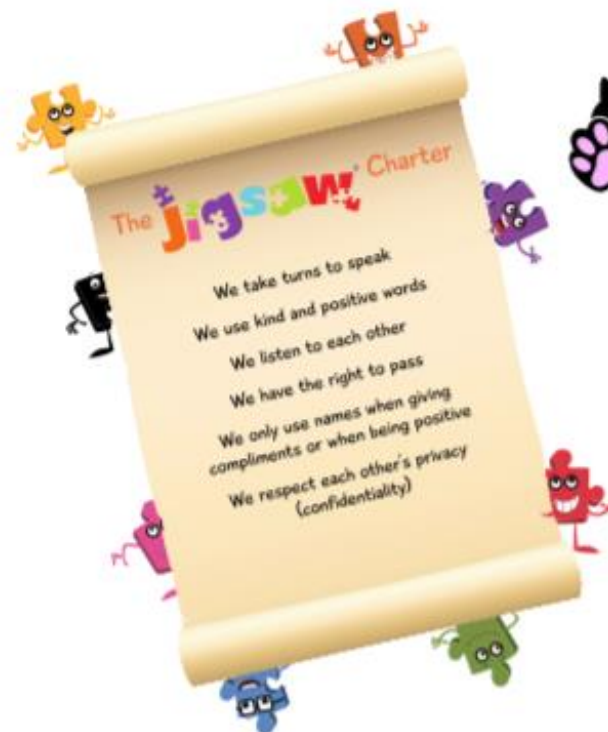 The Jigsaw Charter
We take turns to speak
We use kind and positive words
We listen to each other
We have the right to pass
We only use names when giving
compliments or when being positive
We respect each other's privacy
(confidentiality)